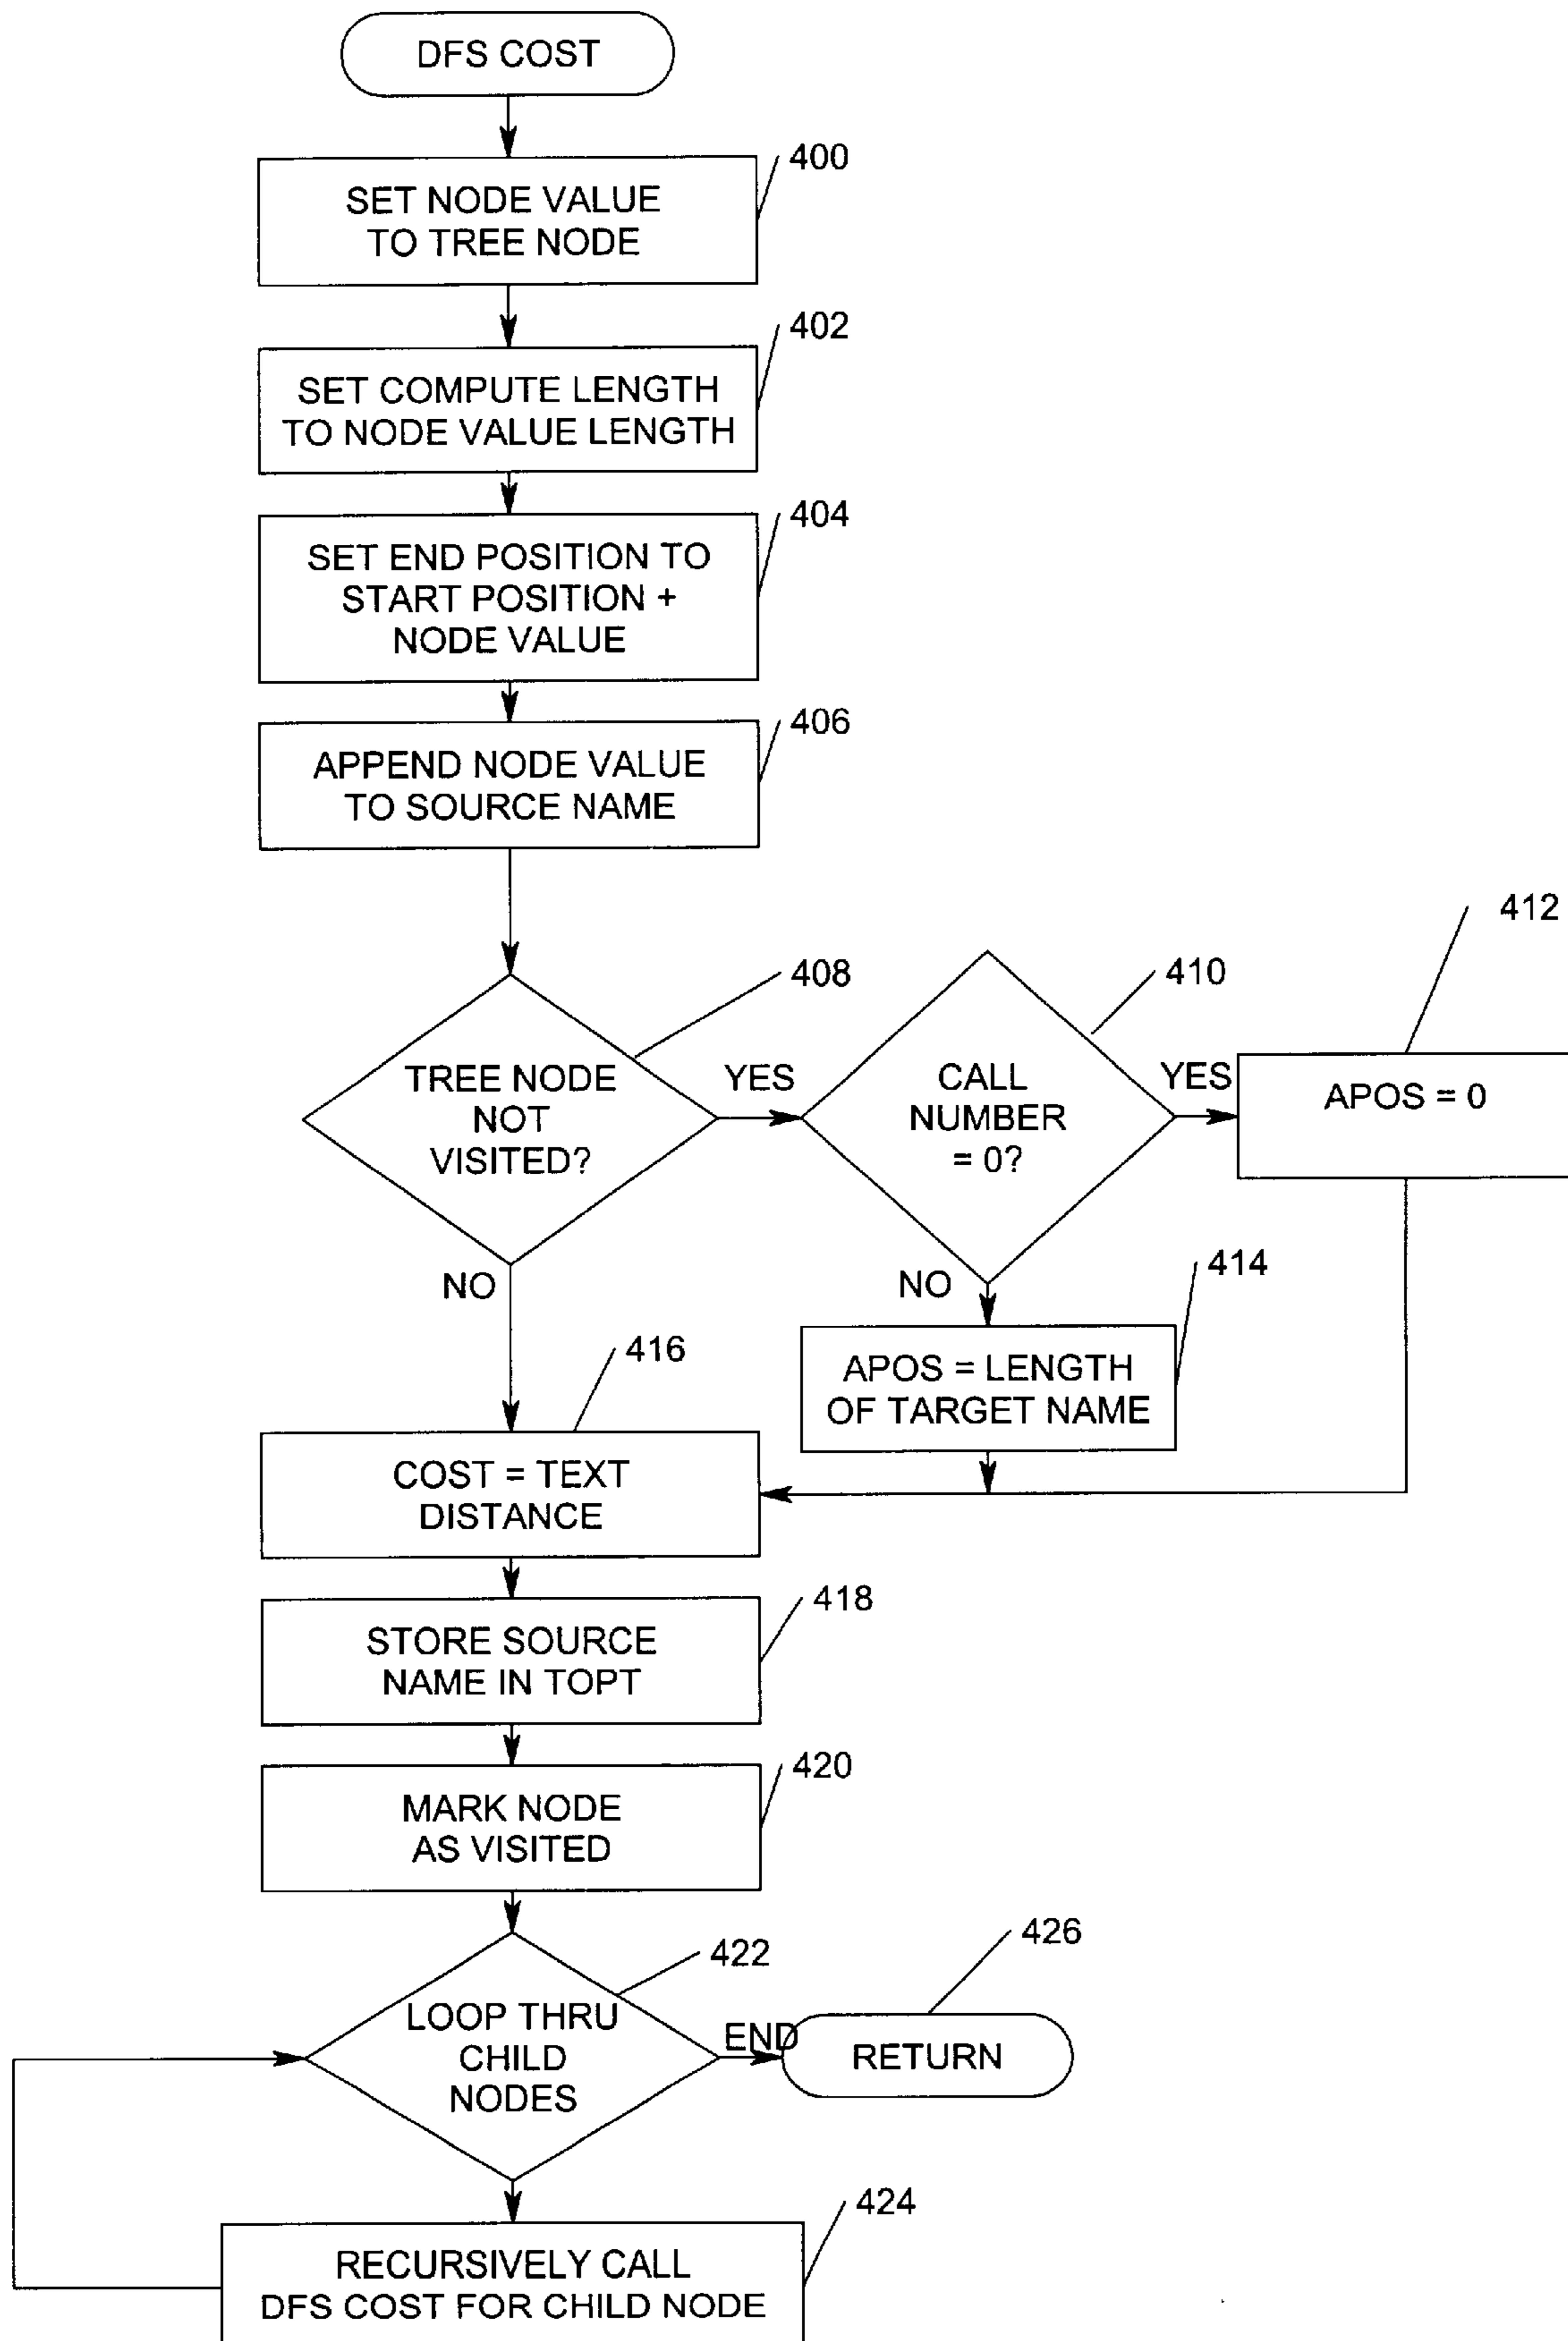 DFS COST
400
SET NODE VALUE
TO TREE NODE
402
SET COMPUTE LENGTH
TO NODE VALUE LENGTH
404
SET END POSITION TO
START POSITION +
NODE VALUE
406
APPEND NODE VALUE
TO SOURCE NAME
408
TREE NODE
NOT
VISITED?
YES
NO
410
CALL
NUMBER
= 0?
YES
NO
412
APOS = 0
414
APOS = LENGTH
OF TARGET NAME
416
COST = TEXT
DISTANCE
418
STORE SOURCE
NAME IN TOPT
420
MARK NODE
AS VISITED
422
LOOP THRU
CHILD
NODES
END
426
RETURN
424
RECURSIVELY CALL
DFS COST FOR CHILD NODE